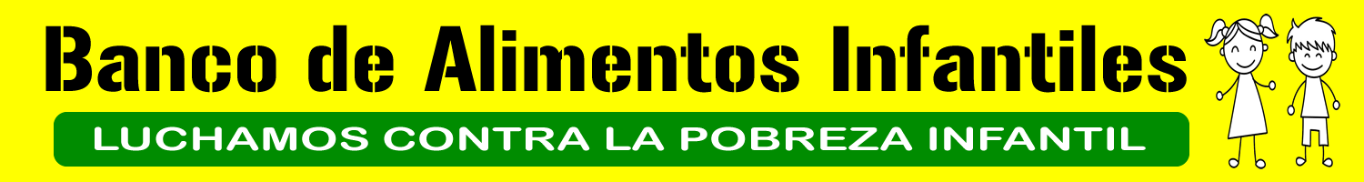 Banco de Alimentos Infantiles
LUCHAMOS CONTRA LA POBREZA INFANTIL